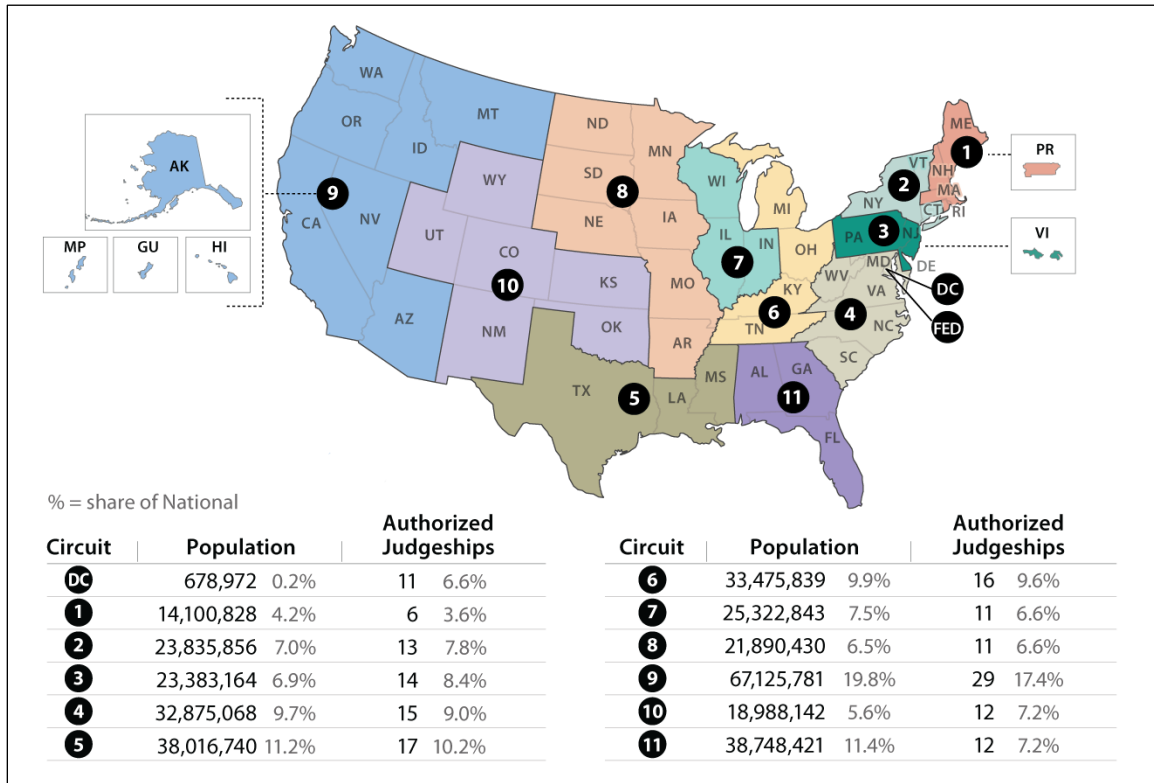 WA
OR
ID
MT
CA
NV
AZ
9
AK
MP
GU
HI
WY
UT
CO
NM
KS
OK
10
ND
SD
NE
MN
IA
MO
AR
8
TX
LA
MS
5
WI
IL
IN
7
MI
OH
KY
TN
6
AL
GA
FL
11
WV
VA
MD
NC
SC
4
PA
NJ
DE
3
VT
NY
CT
2
ME
NH
MA
RI
1
PR
VI
DC
FED
% = share of National
Circuit Population Authorized Judgeships
DC 678,972 0.2% 11 6.6%
1 14,100,828 4.2% 6 3.6%
2 23,835,856 7.0% 13 7.8%
3 23,383,164 6.9% 14 8.4%
4 32,875,068 9.7% 15 9.0%
5 38,016,740 11.2% 17 10.2%
Circuit Population Authorized Judgeships
6 33,475,839 9.9% 16 9.6%
7 25,322,843 7.5% 11 6.6%
8 21,890,430 6.5% 11 6.6%
9 67,125,781 19.8% 29 17.4%
10 18,988,142 5.6% 12 7.2%
11 38,748,421 11.4% 12 7.2%